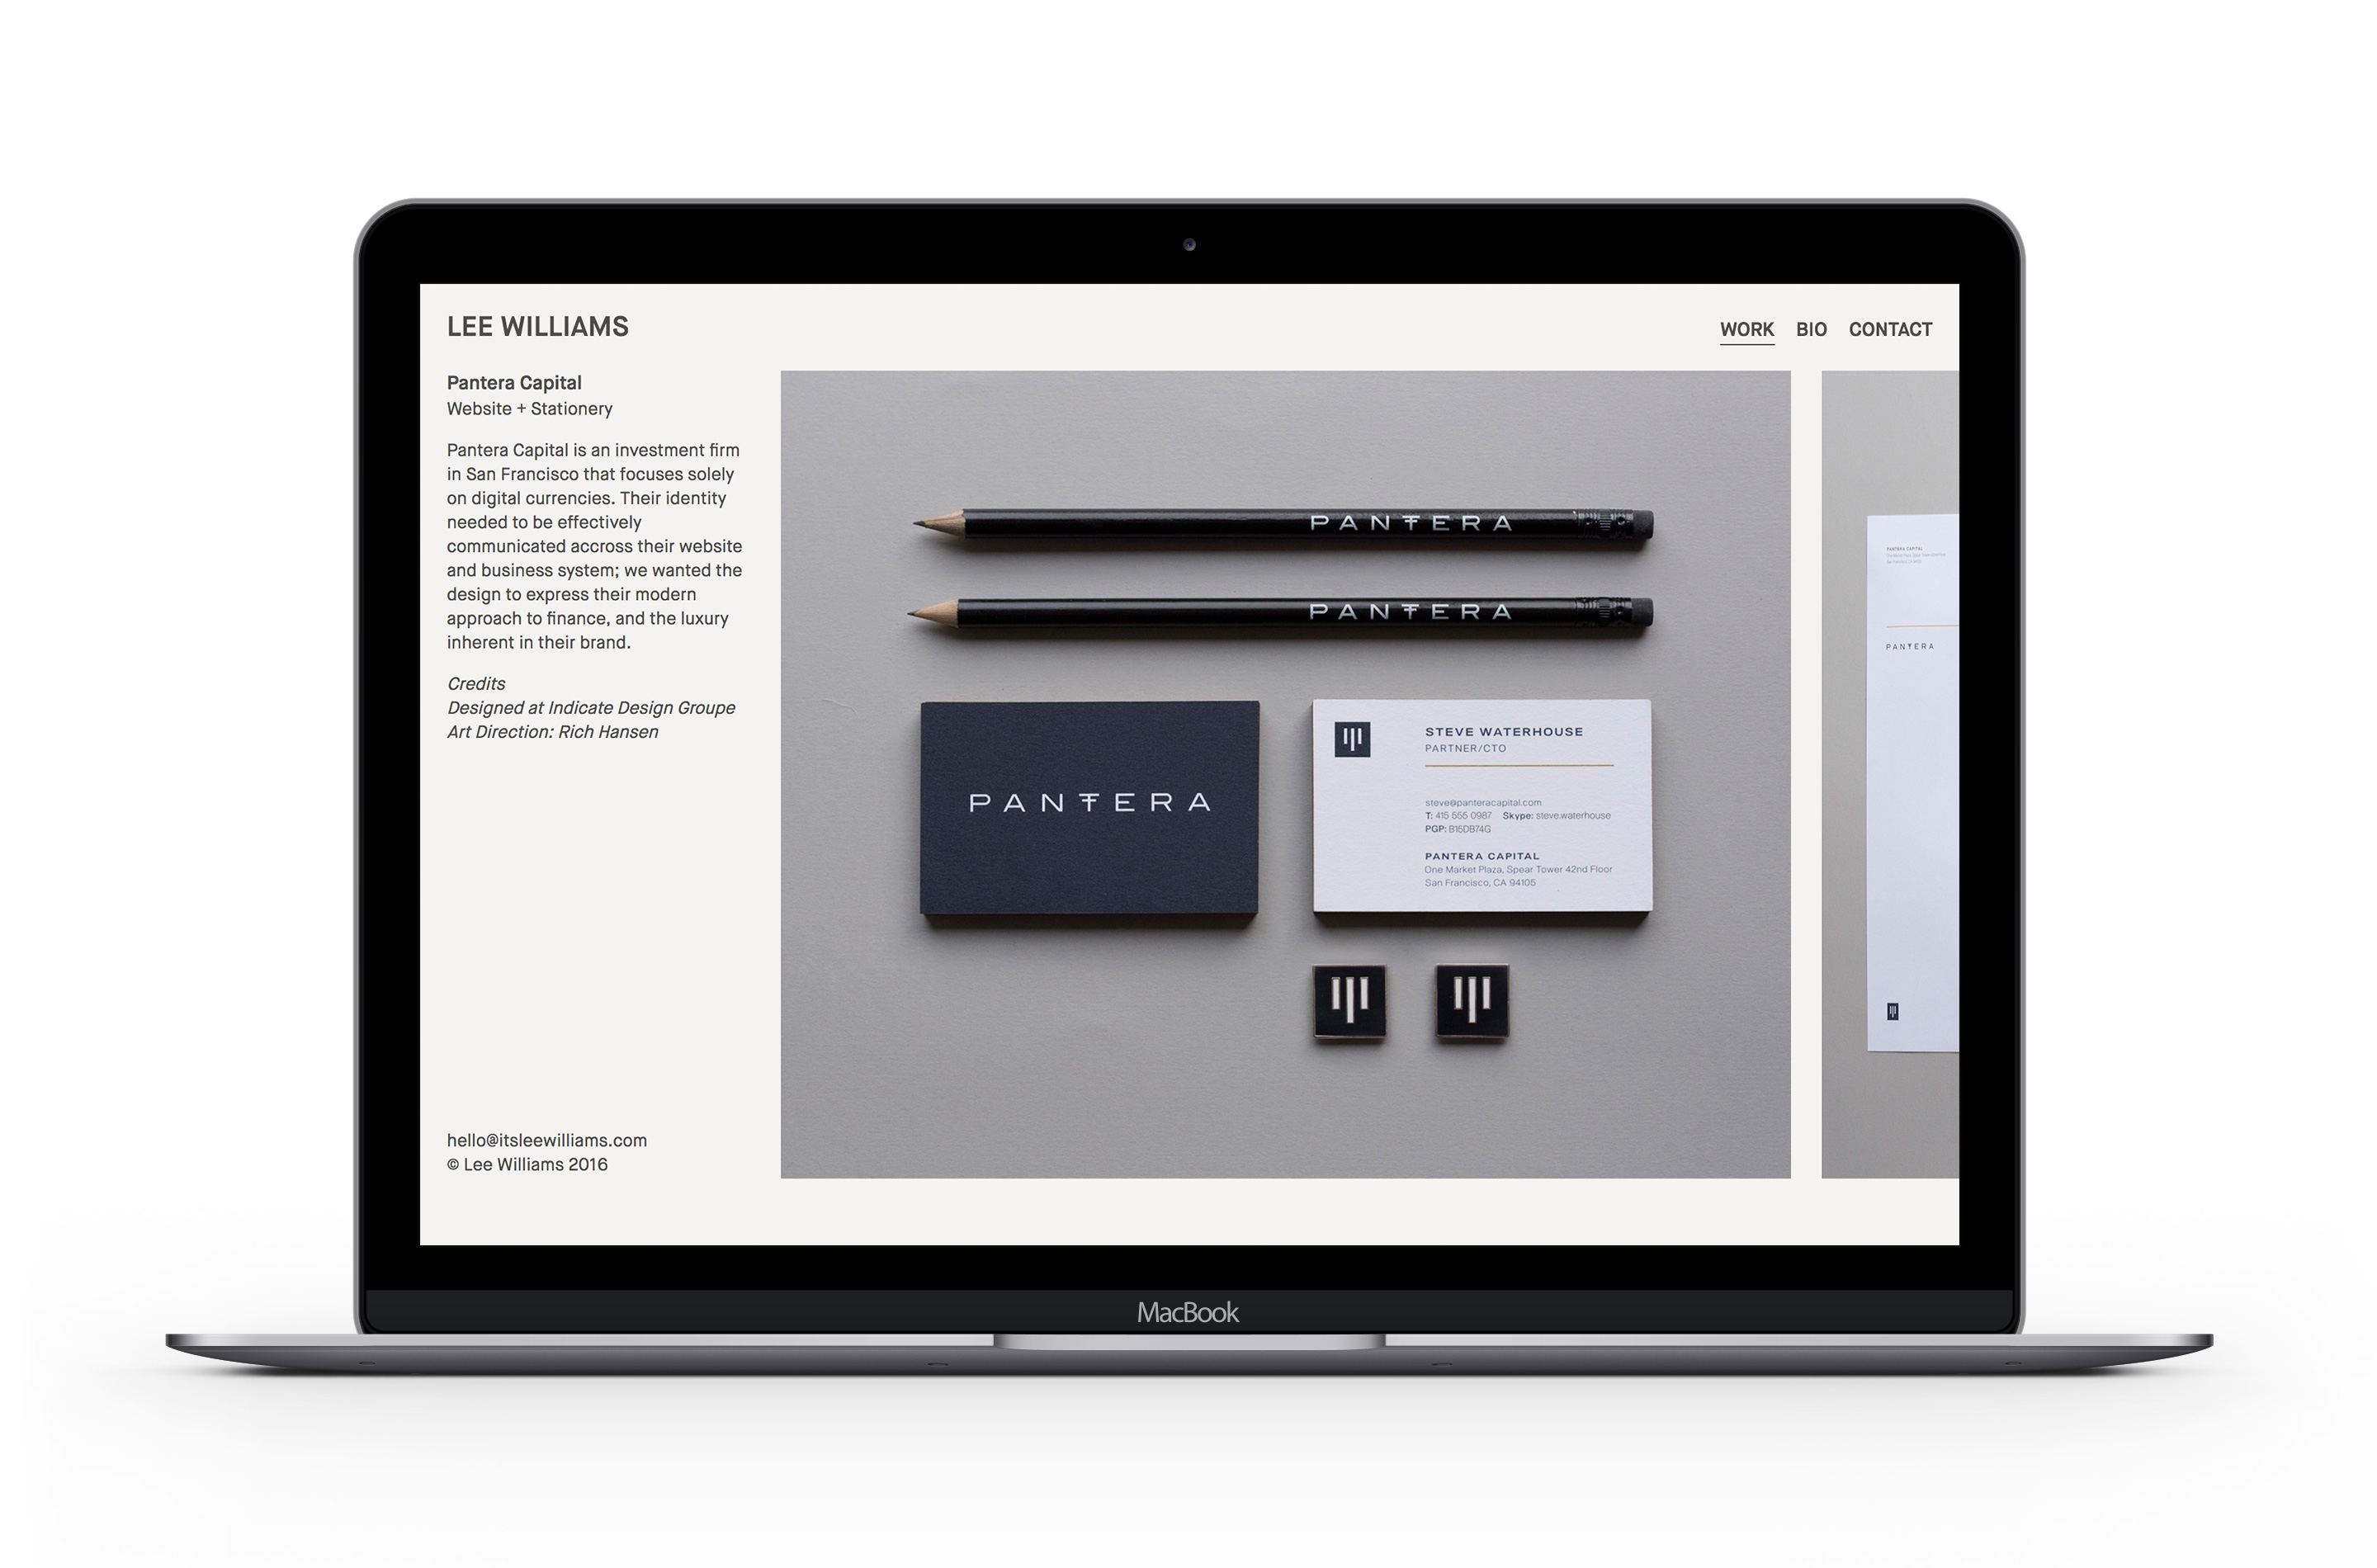 LEE WILLIAMS
WORK BIO CONTACT
Pantera Capital
Website + Stationery
Pantera Capital is an investment firm
in San Francisco that focuses solely
on digital currencies. Their identity
needed to be effectively
communicated accross their website
and business system; we wanted the
design to express their modern
approach to finance, and the luxury
inherent in their brand.
Credits
Designed at Indicate Design Groupe
Art Direction: Rich Hansen
hello@itsleewilliams.com
© Lee Williams 2016
PANTERA
PANTERA
PANTERA
STEVE WATERHOUSE
PARTNER/CTO
steve@panteracapital.com
T: 415 555 0987 Skype: steve.waterhouse
PGP: B15DB74G
PANTERA CAPITAL
One Market Plaza, Spear Tower 42nd Floor
San Francisco, CA 94105
PANTERA CAPITAL
PANTERA
MacBook